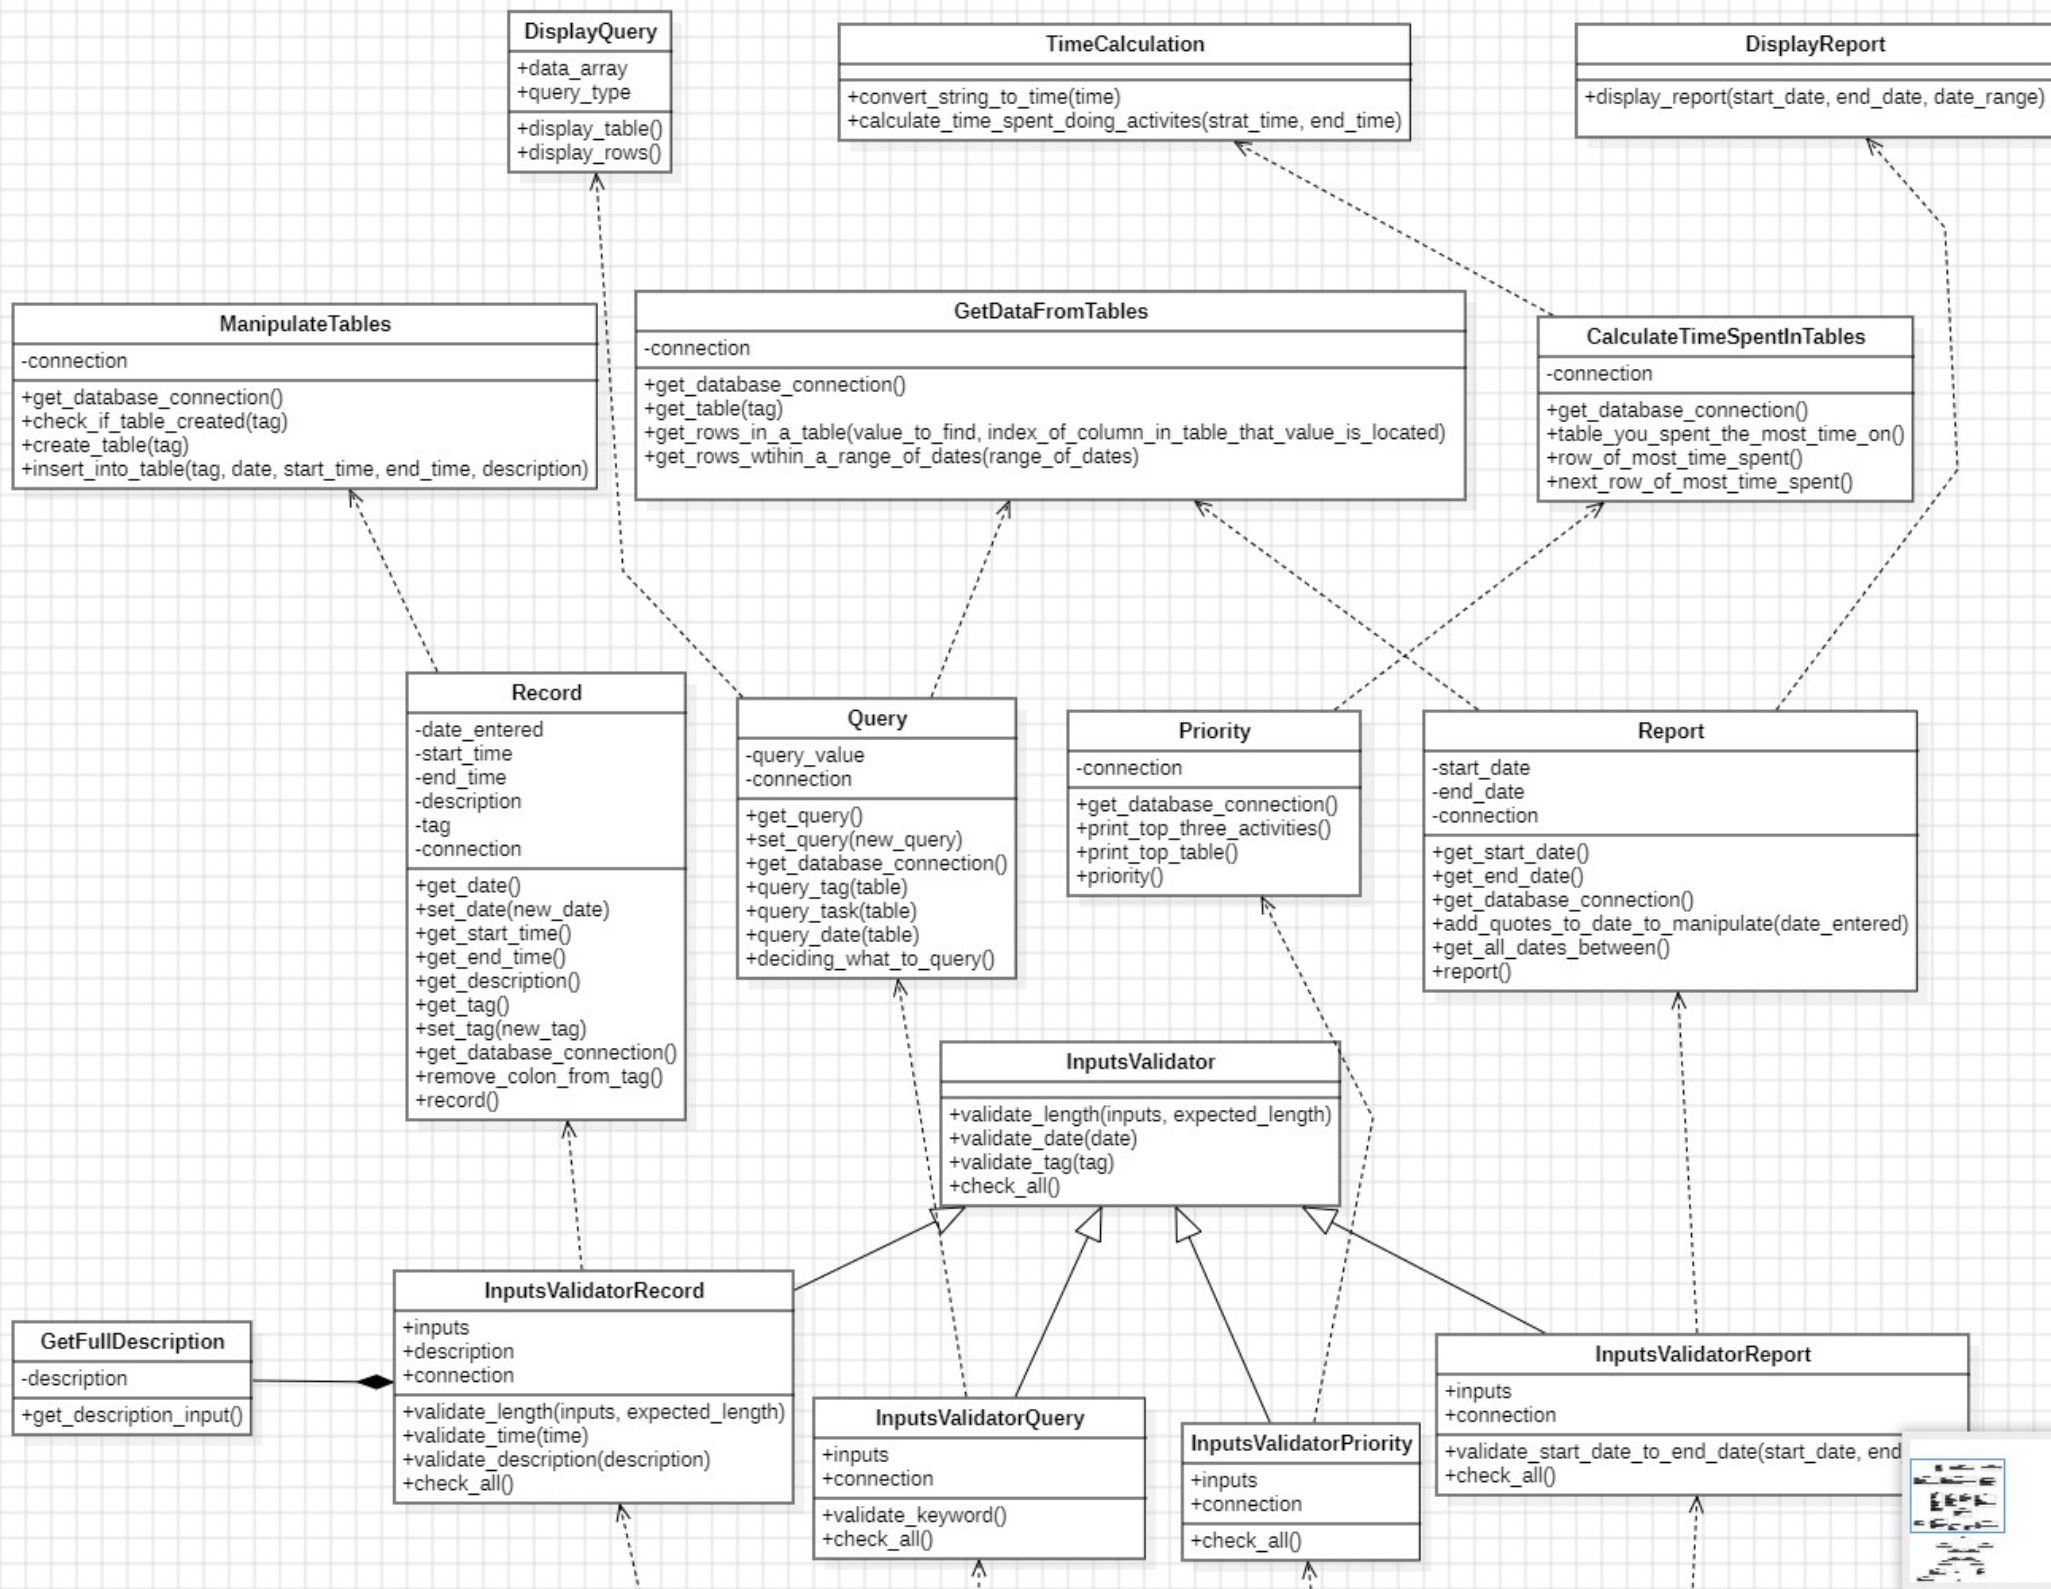 DisplayQuery
+data_array
+query_type
+display_table()
+display_rows()
TimeCalculation
+convert_string_to_time(time)
+calculate_time_spent_doing_activites(strat_time, end_time)
DisplayReport
+display_report(start_date, end_date, date_range)
ManipulateTables
-connection
+get_database_connection()
+check_if_table_created(tag)
+create_table(tag)
+insert_into_table(tag, date, start_time, end_time, description)
GetDataFromTables
-connection
+get_database_connection()
+get_table(tag)
+get_rows_in_a_table(value_to_find, index_of_column_in_table_that_value_is_located)
+get_rows_wtihin_a_range_of_dates(range_of_dates)
CalculateTimeSpentInTables
-connection
+get_database_connection()
+table_you_spent_the_most_time_on()
+row_of_most_time_spent()
+next_row_of_most_time_spent()
Record
-date_entered
-start_time
-end_time
-description
-tag
-connection
+get_date()
+set_date(new_date)
+get_start_time()
+get_end_time()
+get_description()
+get_tag()
+set_tag(new_tag)
+get_database_connection()
+remove_colon_from_tag()
+record()
Query
-query_value
-connection
+get_query()
+set_query(new_query)
+get_database_connection()
+query_tag(table)
+query_task(table)
+query_date(table)
+deciding_what_to_query()
Priority
-connection
+get_database_connection()
+print_top_three_activities()
+print_top_table()
+priority()
Report
-start_date
-end_date
-connection
+get_start_date()
+get_end_date()
+get_database_connection()
+add_quotes_to_date_to_manipulate(date_entered)
+get_all_dates_between()
+report()
InputsValidator
+validate_length(inputs, expected_length)
+validate_date(date)
+validate_tag(tag)
+check_all()
GetFullDescription
-description
+get_description_input()
InputsValidatorRecord
+inputs
+description
+connection
+validate_length(inputs, expected_length)
+validate_time(time)
+validate_description(description)
+check_all()
InputsValidatorQuery
+inputs
+connection
+validate_keyword()
+check_all()
InputsValidatorPriority
+inputs
+connection
+check_all()
InputsValidatorReport
+inputs
+connection
+validate_start_date_to_end_date(start_date, end
+check_all()